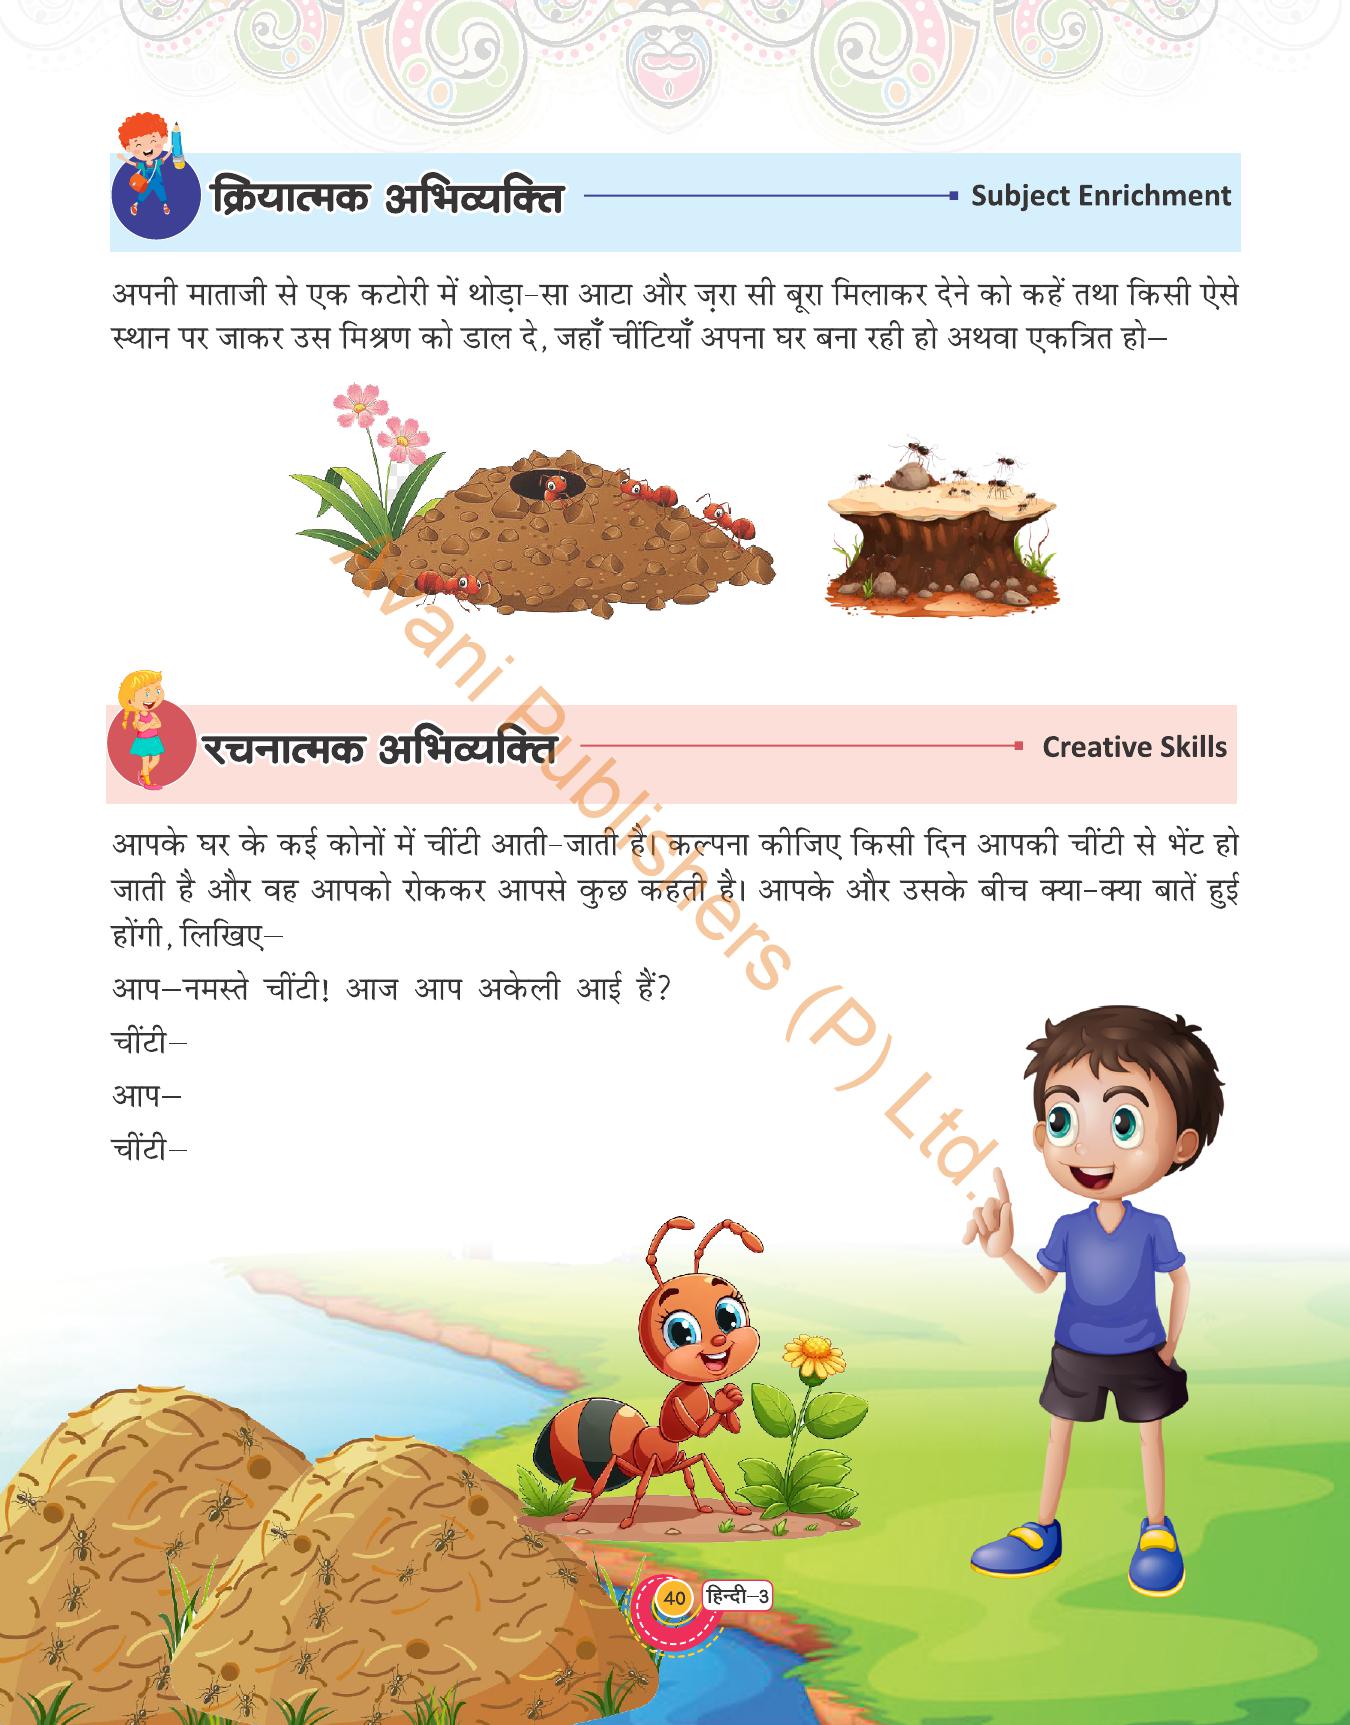 क्रियात्मक अभिव्यक्ति Subject Enrichment
अपनी माताजी से एक कटोरी में थोड़ा-सा आटा और ज़रा सी बूरा मिलाकर देने को कहें तथा किसी ऐसे
स्थान पर जाकर उस मिश्रण को डाल दे, जहाँ चींटियाँ अपना घर बना रही हो अथवा एकत्रित हो–
रचनात्मक अभिव्यक्ति Creative Skills
आपके घर के कई कोनों में चींटी आती-जाती है। कल्पना कीजिए किसी दिन आपकी चींटी से भेंट हो
जाती है और वह आपको रोककर आपसे कुछ कहती है। आपके और उसके बीच क्या-क्या बातें हुई
होंगी, लिखिए–
आप–नमस्ते चींटी! आज आप अकेली आई हैं?
चींटी–
आप–
चींटी–
Avani Publishers (P) Ltd.
40 हिन्दी–3